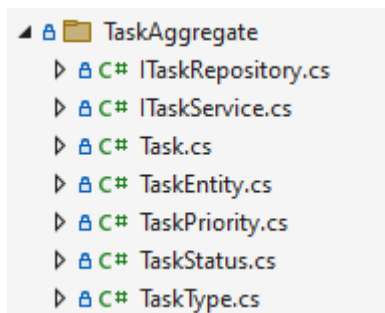 TaskAggregate
C# ITaskRepository.cs
C# ITaskService.cs
C# Task.cs
C# TaskEntity.cs
C# TaskPriority.cs
C# TaskStatus.cs
C# TaskType.cs